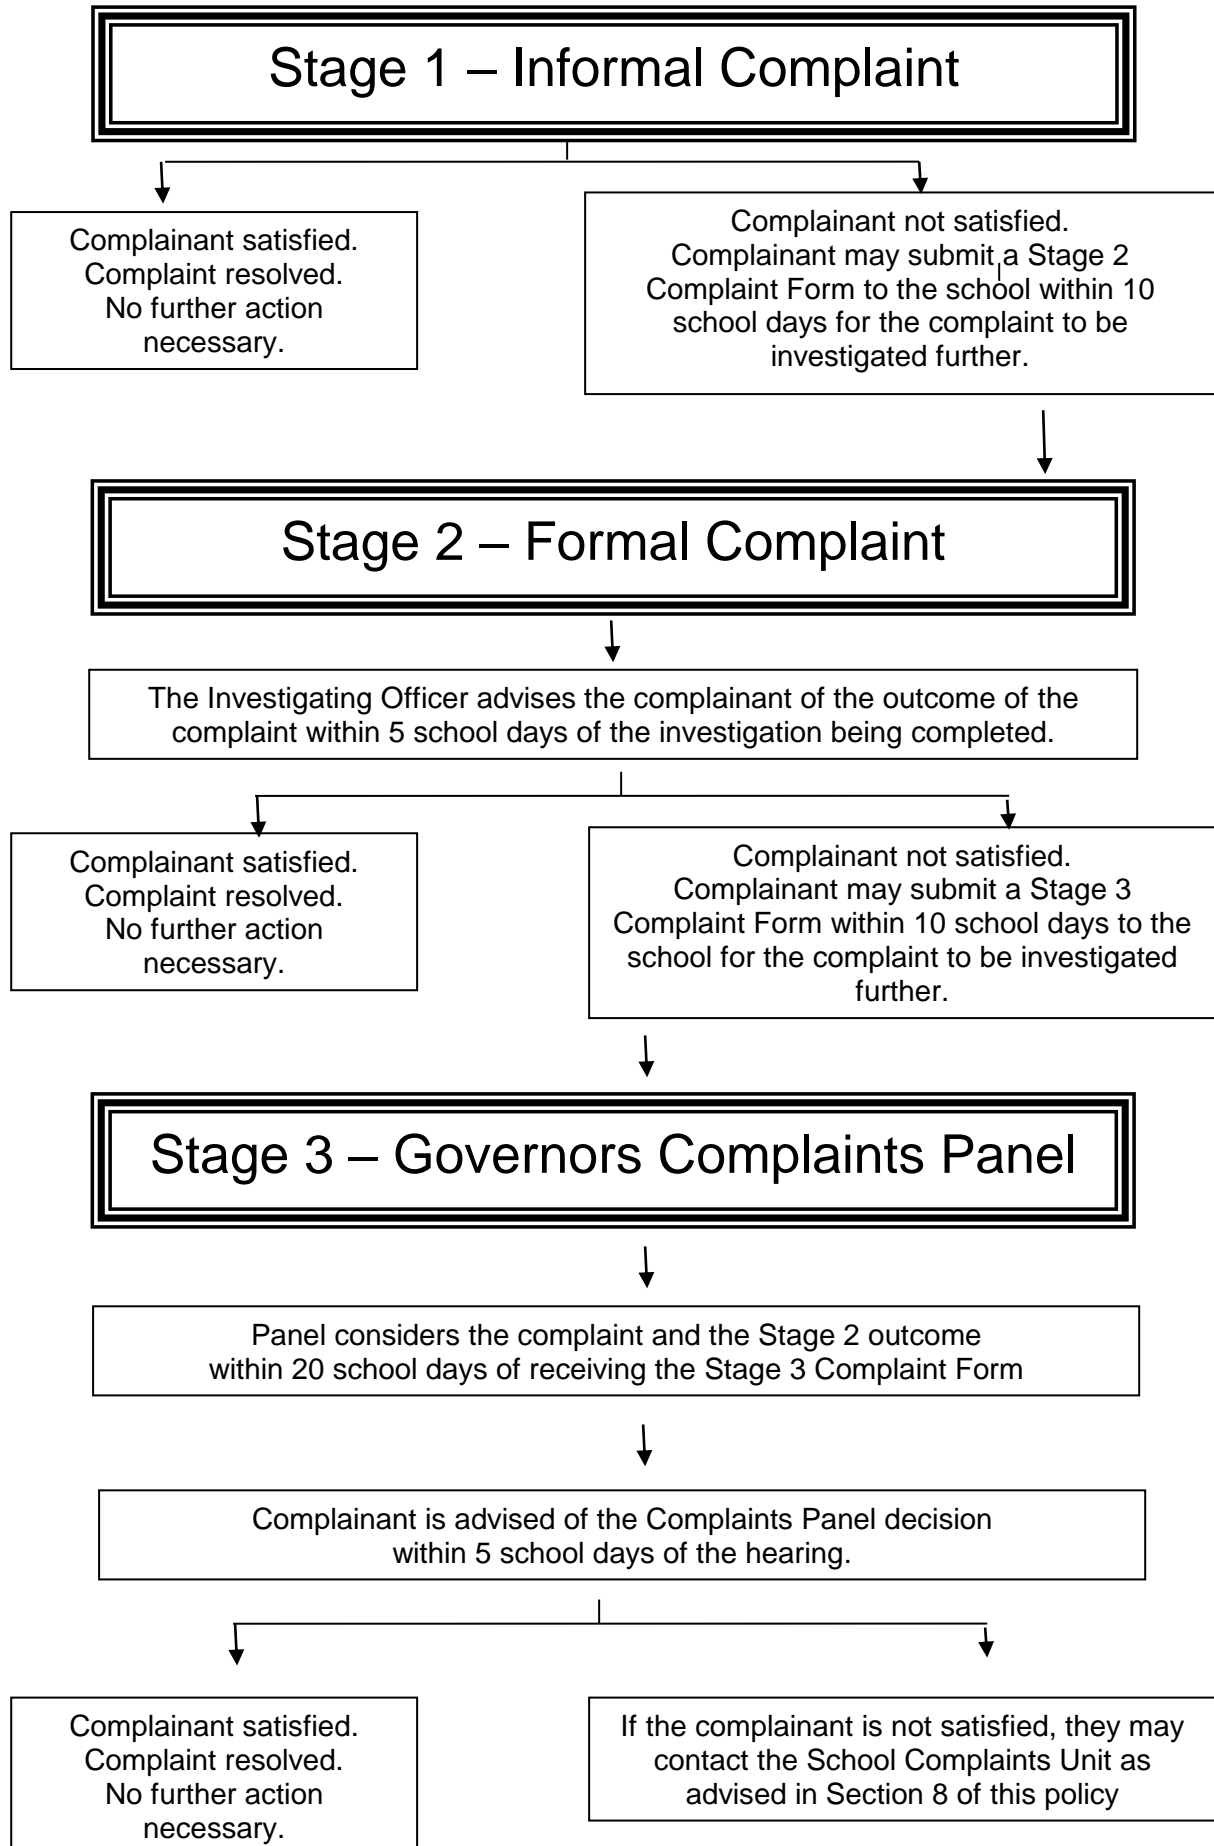 Stage 1 – Informal Complaint
Complainant satisfied.
Complaint resolved.
No further action
necessary.
Complainant not satisfied.
Complainant may submit a Stage 2
Complaint Form to the school within 10
school days for the complaint to be
investigated further.
Stage 2 – Formal Complaint
The Investigating Officer advises the complainant of the outcome of the
complaint within 5 school days of the investigation being completed.
Complainant satisfied.
Complaint resolved.
No further action
necessary.
Complainant not satisfied.
Complainant may submit a Stage 3
Complaint Form within 10 school days to the
school for the complaint to be investigated
further.
Stage 3 – Governors Complaints Panel
Panel considers the complaint and the Stage 2 outcome
within 20 school days of receiving the Stage 3 Complaint Form
Complainant is advised of the Complaints Panel decision
within 5 school days of the hearing.
Complainant satisfied.
Complaint resolved.
No further action
necessary.
If the complainant is not satisfied, they may
contact the School Complaints Unit as
advised in Section 8 of this policy